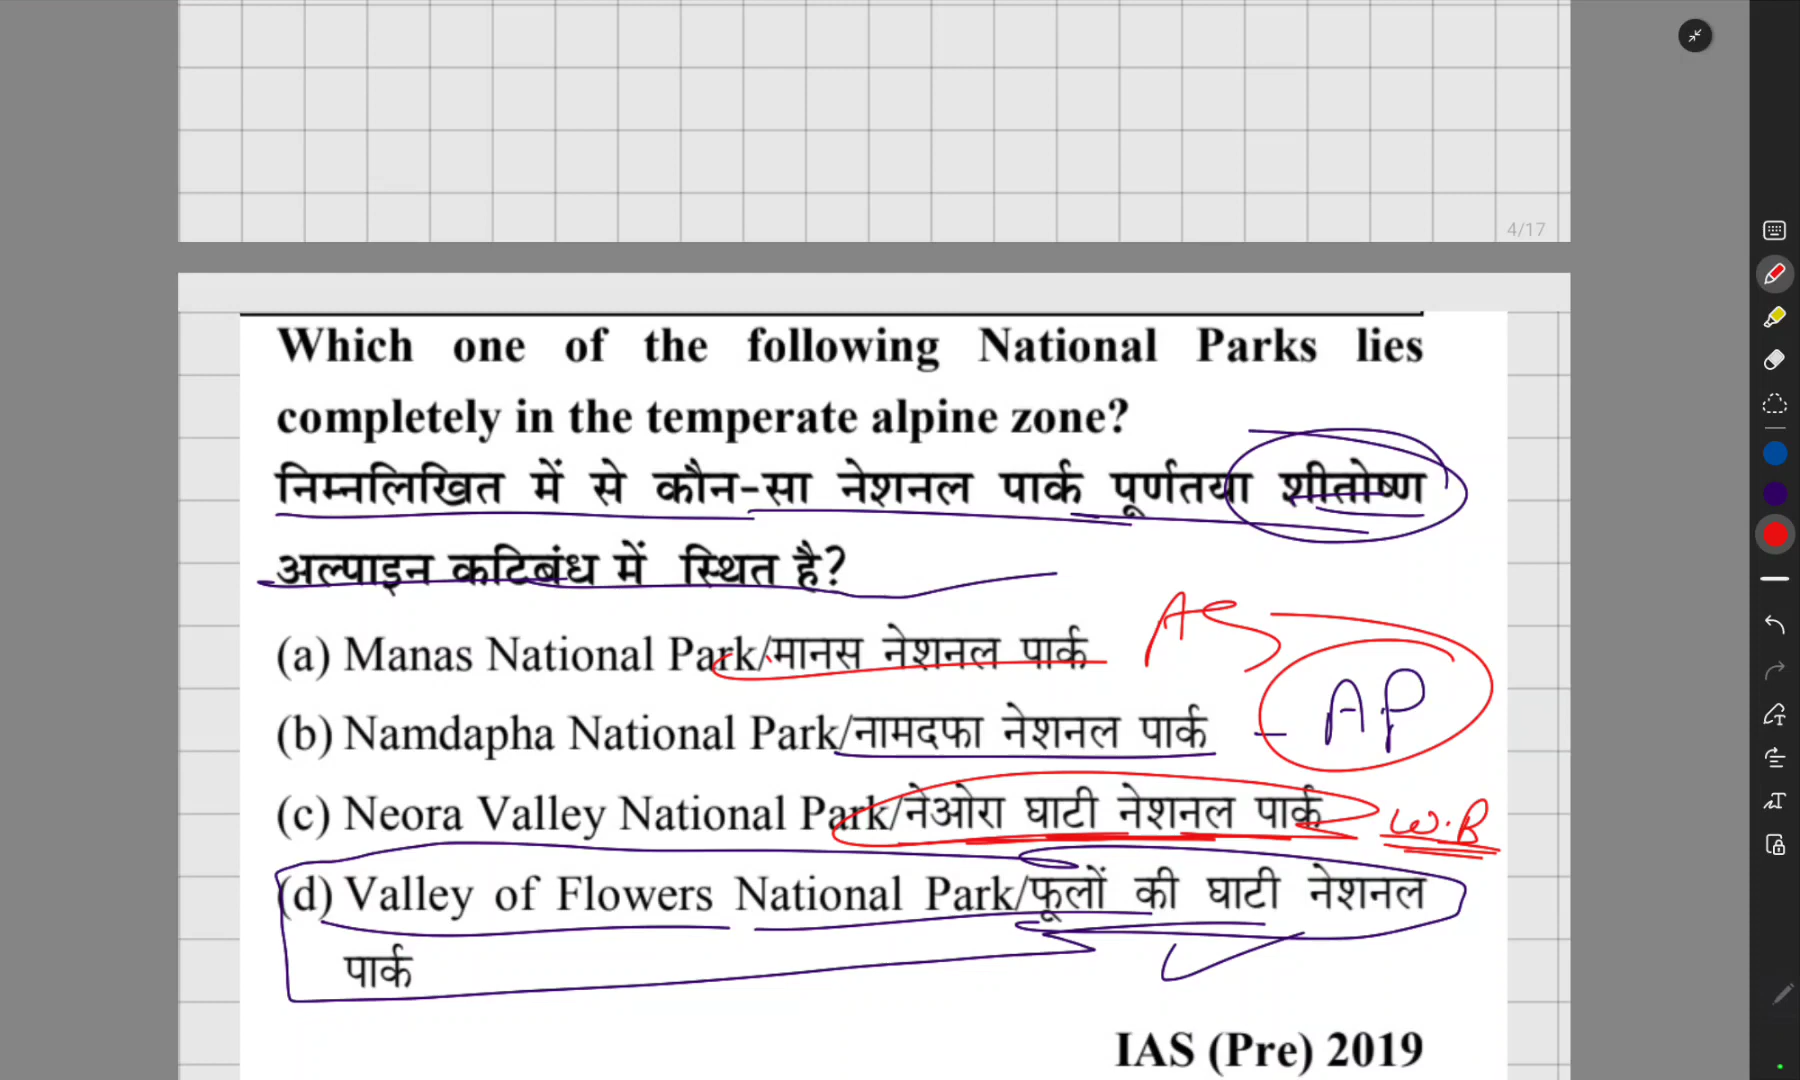 4/17
Which one of the following National Parks lies
completely in the temperate alpine zone?
निम्नलिखित में से कौन-सा नेशनल पार्क पूर्णतया शीतोष्ण
अल्पाइन कटिबंध में स्थित है?
(a) Manas National Park/मानस नेशनल पार्क AS
(b) Namdapha National Park/नामदफा नेशनल पार्क - AP
(c) Neora Valley National Park/नेओरा घाटी नेशनल पार्क W.B
(d) Valley of Flowers National Park/फूलों की घाटी नेशनल
पार्क
IAS (Pre) 2019